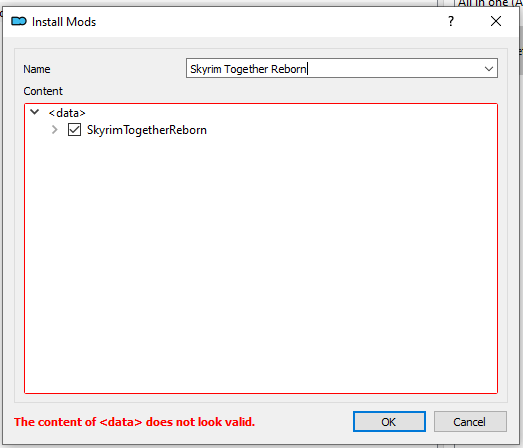 All in one (A
Install Mods
Name
Skyrim Together Reborn
Content
<data>
SkyrimTogetherReborn
The content of <data> does not look valid.
OK
Cancel